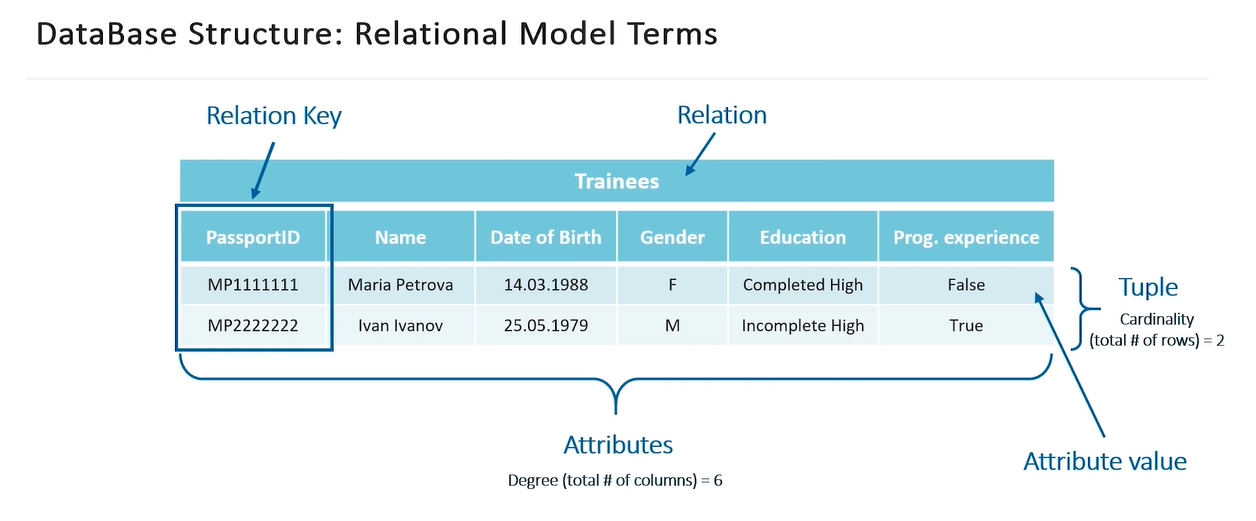 DataBase Structure: Relational Model Terms
Relation Key
Relation
Trainees
PassportID Name Date of Birth Gender Education Prog. experience
MP1111111 Maria Petrova 14.03.1988 F Completed High False
MP2222222 Ivan Ivanov 25.05.1979 M Incomplete High True
Tuple
Cardinality
(total # of rows) = 2
Attributes
Degree (total # of columns) = 6
Attribute value